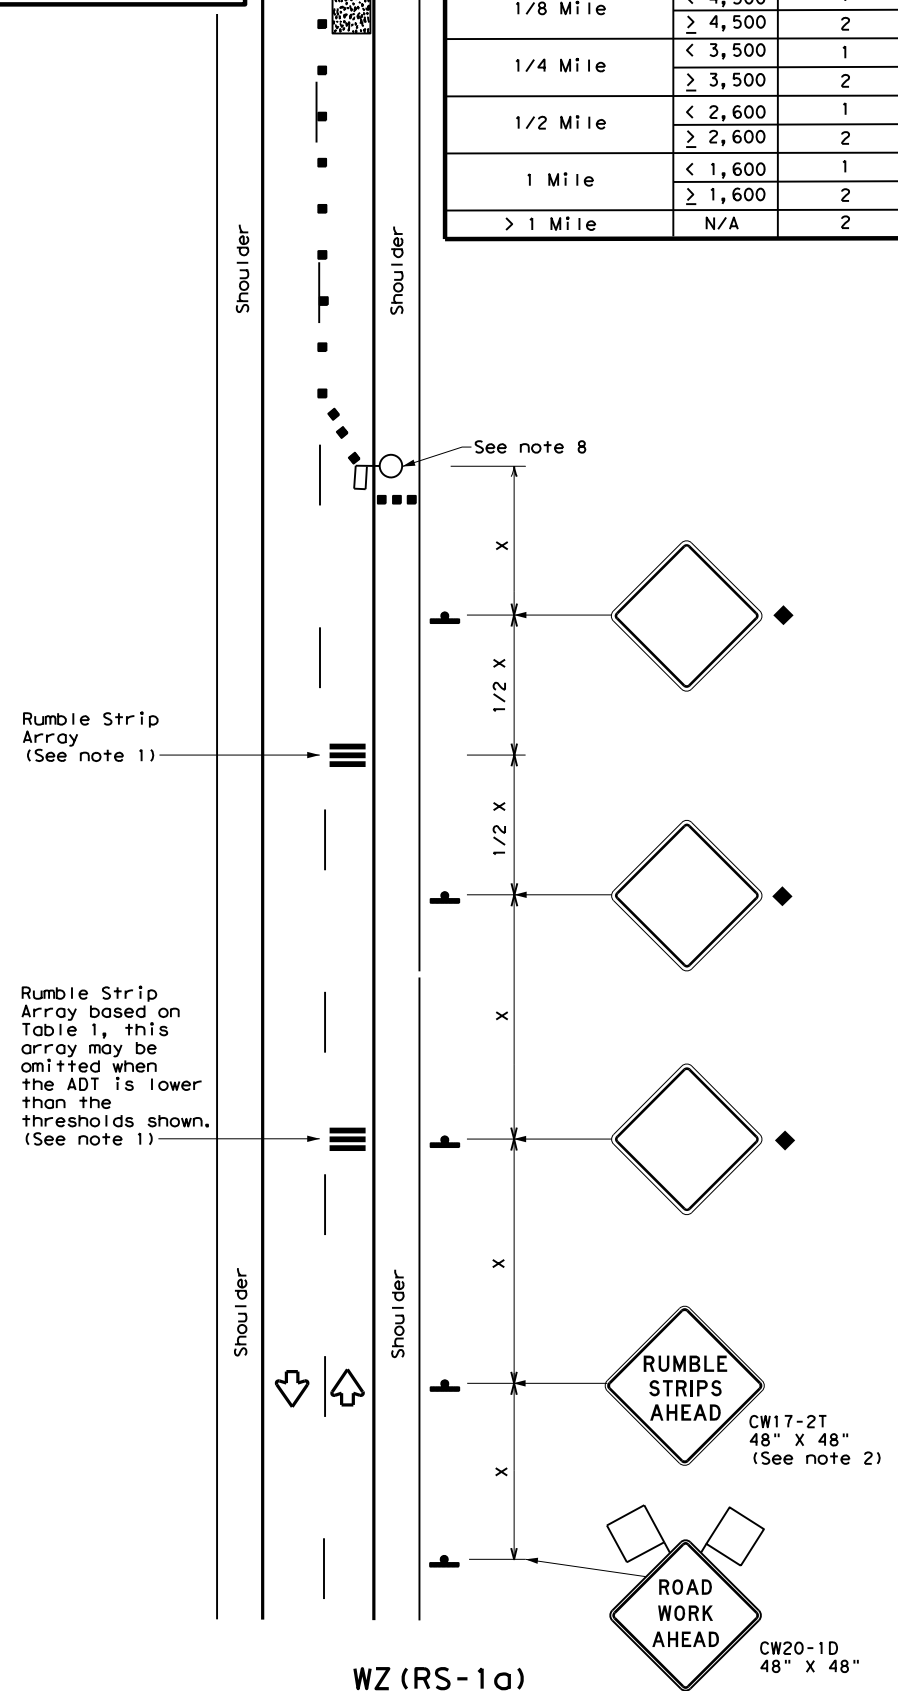 1/8 Mile
≥ 4,500 2
1/4 Mile
< 3,500 1
≥ 3,500 2
1/2 Mile
< 2,600 1
≥ 2,600 2
1 Mile
< 1,600 1
≥ 1,600 2
> 1 Mile N/A 2
Shoulder
Shoulder
See note 8
X
1/2 X
Rumble Strip
Array
(See note 1)
1/2 X
Rumble Strip
Array based on
Table 1, this
array may be
omitted when
the ADT is lower
than the
thresholds shown.
(See note 1)
X
X
Shoulder
Shoulder
RUMBLE
STRIPS
AHEAD
CW17-2T
48" X 48"
(See note 2)
X
ROAD
WORK
AHEAD
CW20-1D
48" X 48"
WZ(RS-1a)